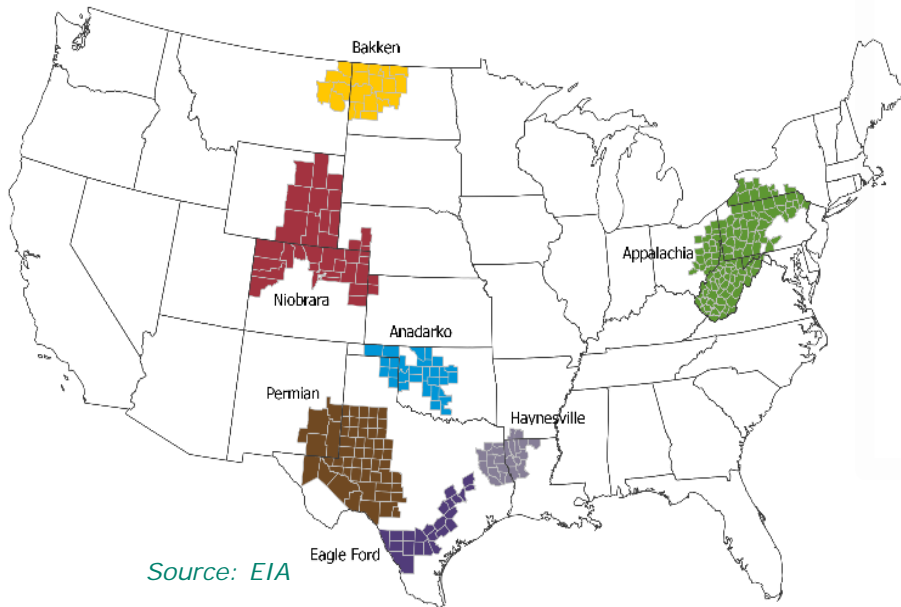 Bakken
Appalachia
Niobrara
Anadarko
Permian
Haynesville
Eagle Ford
Source: EIA